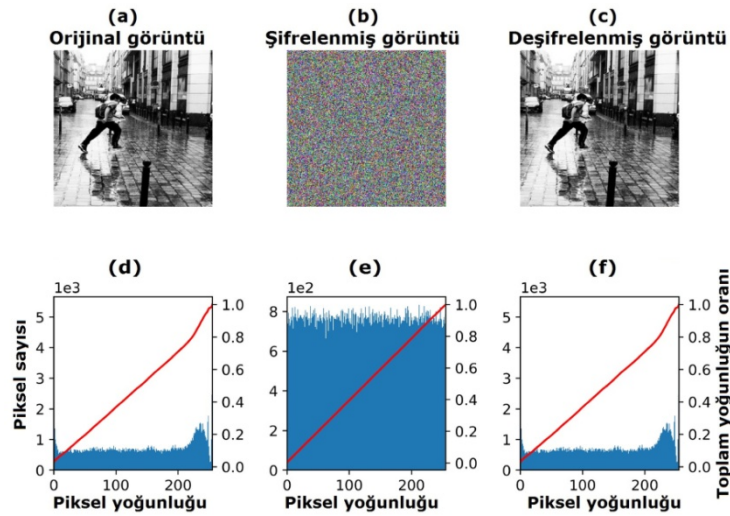 (a)
Orijinal görüntü
(b)
Şifrelenmiş görüntü
(c)
Deşifrelenmiş görüntü
(d)
1e3
Piksel sayısı
5
4
3
2
1
0
1.0
0.8
0.6
0.4
0.2
0.0
0 100 200
Piksel yoğunluğu
(e)
1e2
8
6
4
2
0
1.0
0.8
0.6
0.4
0.2
0.0
0 100 200
Piksel yoğunluğu
(f)
1e3
5
4
3
2
1
0
1.0
0.8
0.6
0.4
0.2
0.0
Toplam yoğunluğun oranı
0 100 200
Piksel yoğunluğu